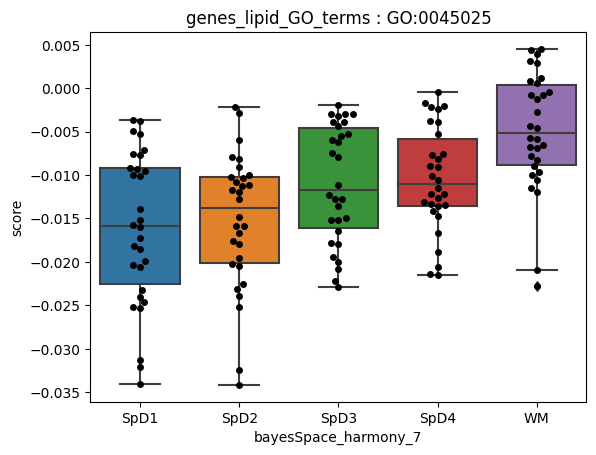 genes_lipid_GO_terms : GO:0045025
0.005
0.000
−0.005
−0.010
−0.015
−0.020
−0.025
−0.030
−0.035
score
SpD1 SpD2 SpD3 SpD4 WM
bayesSpace_harmony_7